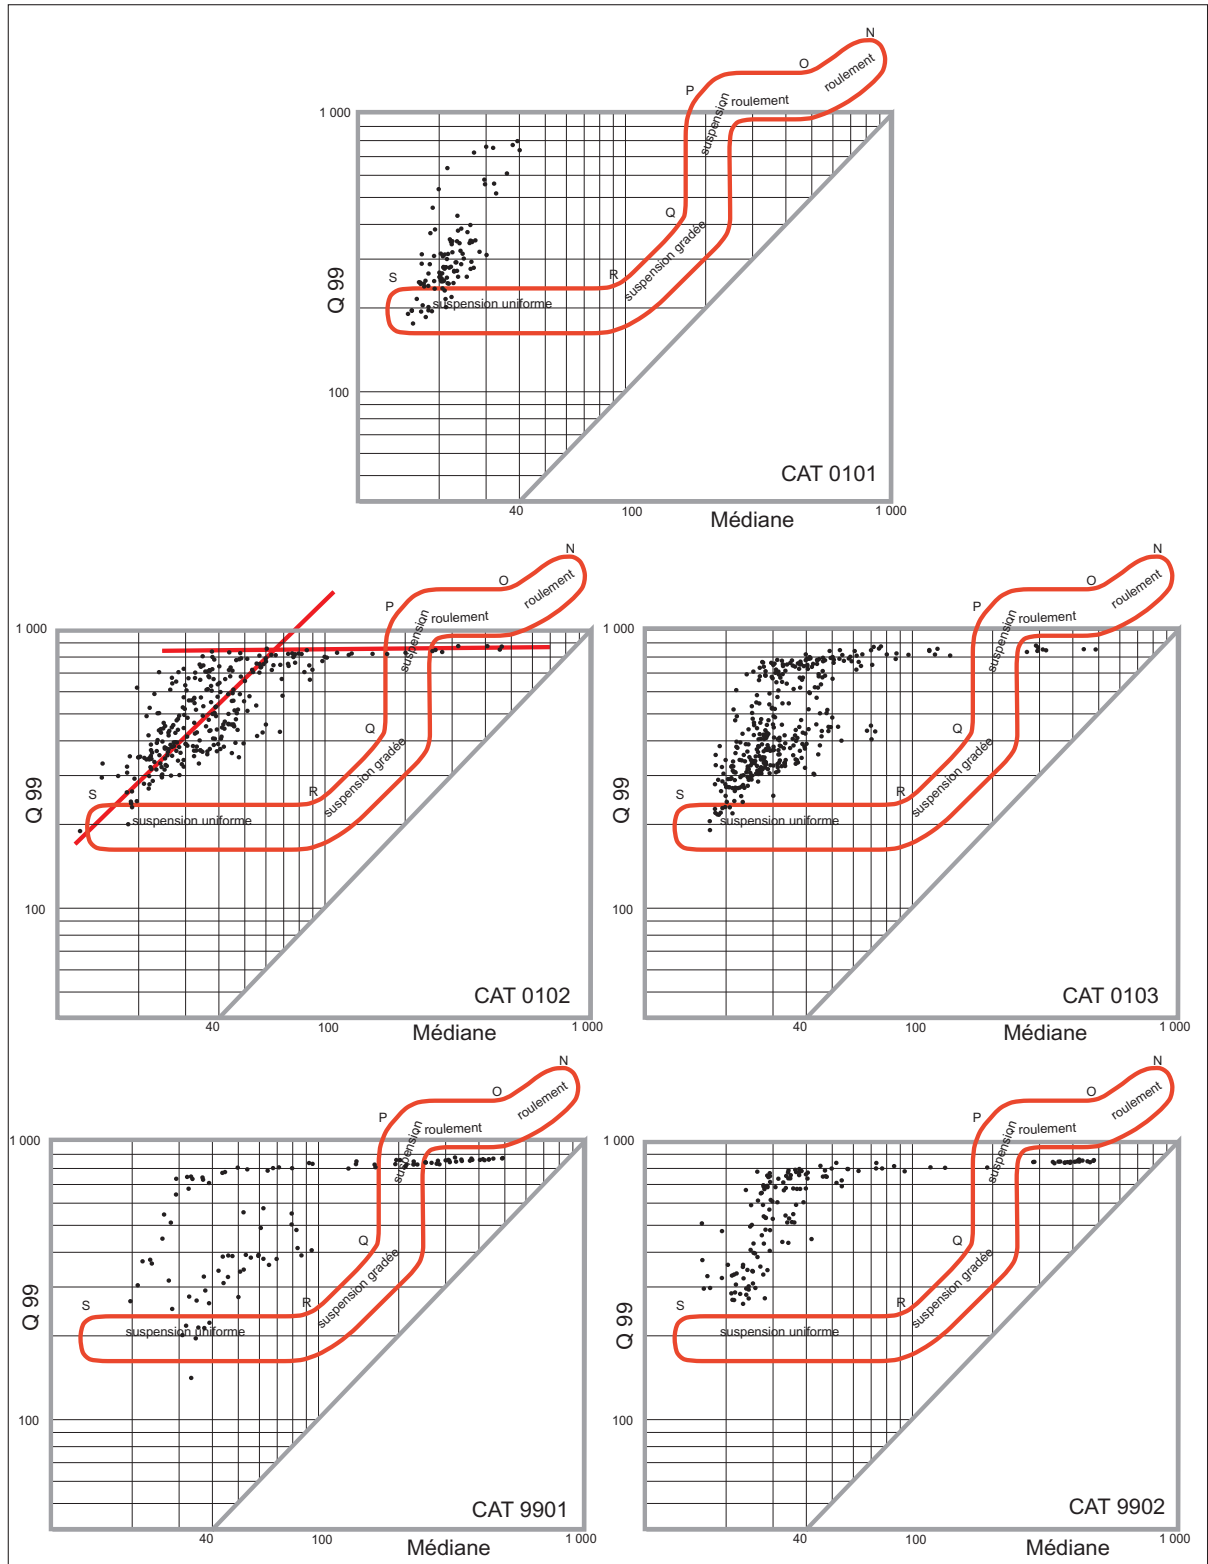 N
O
P
roulement
roulement
suspension
1 000
Q
suspension gradée
R
S
Q 99
suspension uniforme
100
CAT 0101
40
100
1 000
Médiane
N
O
P
roulement
roulement
suspension
1 000
Q
suspension gradée
R
S
Q 99
suspension uniforme
100
CAT 0102
40
100
1 000
Médiane
N
O
P
roulement
roulement
suspension
1 000
Q
suspension gradée
R
S
Q 99
suspension uniforme
100
CAT 0103
40
100
1 000
Médiane
N
O
P
roulement
roulement
suspension
1 000
Q
suspension gradée
R
S
Q 99
suspension uniforme
100
CAT 9901
40
100
1 000
Médiane
N
O
P
roulement
roulement
suspension
1 000
Q
suspension gradée
R
S
Q 99
suspension uniforme
100
CAT 9902
40
100
1 000
Médiane